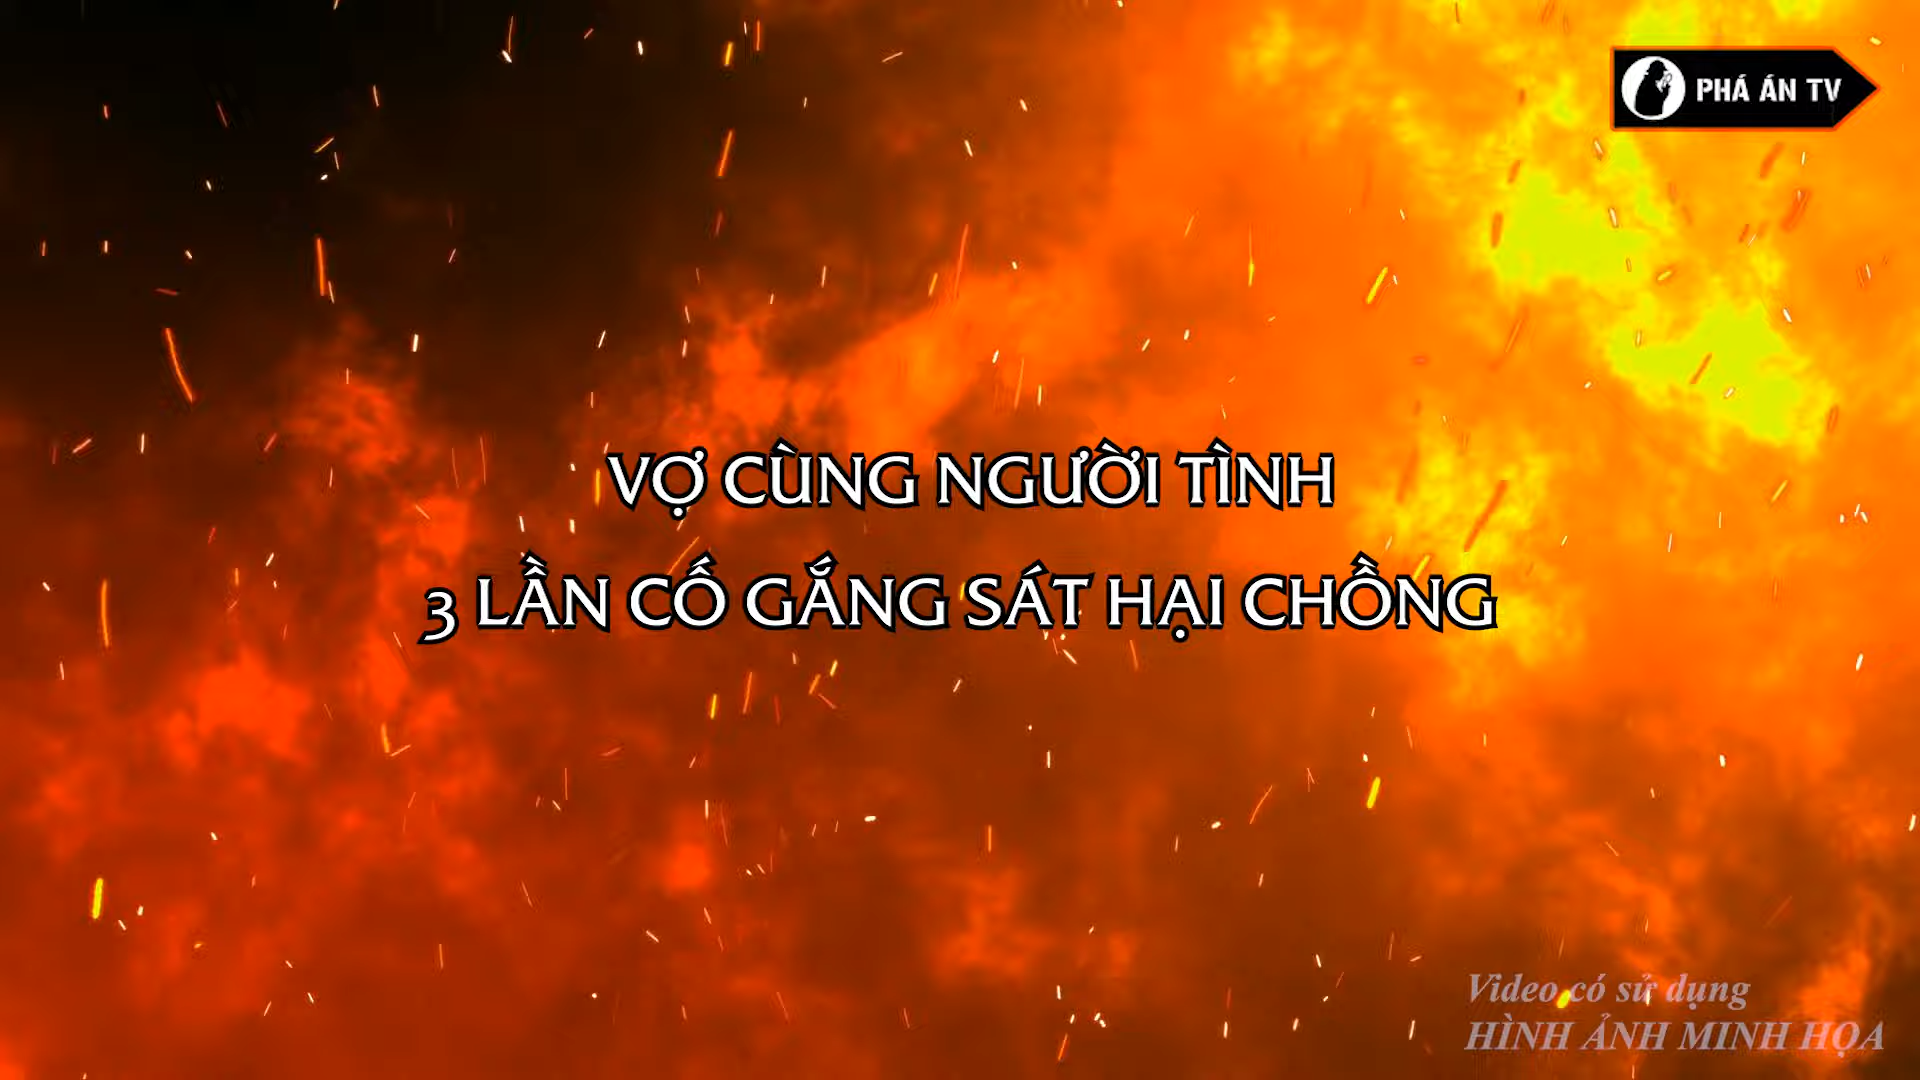 PHÁ ÁN TV
VỢ CÙNG NGƯỜI TÌNH
3 LẦN CỐ GẮNG SÁT HẠI CHỒNG
Video có sử dụng
HÌNH ẢNH MINH HỌA